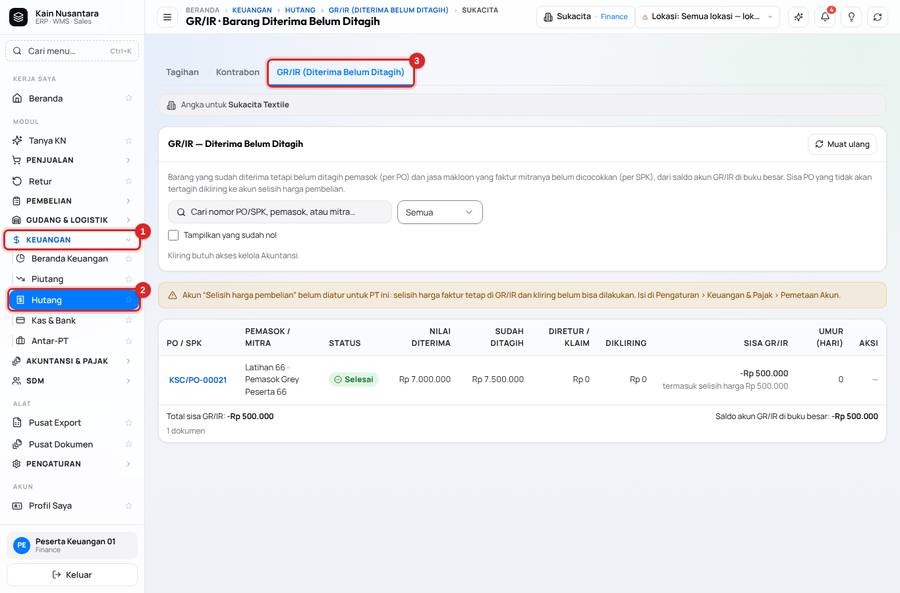 Kain Nusantara
ERP · WMS · Sales
Cari menu... Ctrl+K
KERJA SAYA
Beranda
MODUL
Tanya KN
PENJUALAN
Retur
PEMBELIAN
GUDANG & LOGISTIK
KEUANGAN
1
Beranda Keuangan
Piutang
Hutang
2
Kas & Bank
Antar-PT
AKUNTANSI & PAJAK
SDM
ALAT
Pusat Export
Pusat Dokumen
PENGATURAN
AKUN
Profil Saya
PE
Peserta Keuangan 01
Finance
Keluar
BERANDA › KEUANGAN › HUTANG › GR/IR (DITERIMA BELUM DITAGIH) › SUKACITA
GR/IR · Barang Diterima Belum Ditagih
Sukacita · Finance
Lokasi: Semua lokasi — lok...
4
Tagihan
Kontrabon
GR/IR (Diterima Belum Ditagih)
3
Angka untuk Sukacita Textile
GR/IR — Diterima Belum Ditagih
Muat ulang
Barang yang sudah diterima tetapi belum ditagih pemasok (per PO) dan jasa makloon yang faktur mitranya belum dicocokkan (per SPK), dari saldo akun GR/IR di buku besar. Sisa PO yang tidak akan
tertagih dikliring ke akun selisih harga pembelian.
Cari nomor PO/SPK, pemasok, atau mitra...
Semua
Tampilkan yang sudah nol
Kliring butuh akses kelola Akuntansi.
Akun "Selisih harga pembelian" belum diatur untuk PT ini: selisih harga faktur tetap di GR/IR dan kliring belum bisa dilakukan. Isi di Pengaturan › Keuangan & Pajak › Pemetaan Akun.
PO / SPK
PEMASOK /
MITRA
STATUS
NILAI
DITERIMA
SUDAH
DITAGIH
DIRETUR /
KLAIM
DIKLIRING
SISA GR/IR
UMUR
(HARI)
AKSI
KSC/PO-00021
Latihan 66 ·
Pemasok Grey
Peserta 66
Selesai
Rp 7.000.000
Rp 7.500.000
Rp 0
Rp 0
-Rp 500.000
termasuk selisih harga Rp 500.000
0
—
Total sisa GR/IR: -Rp 500.000
Saldo akun GR/IR di buku besar: -Rp 500.000
1 dokumen